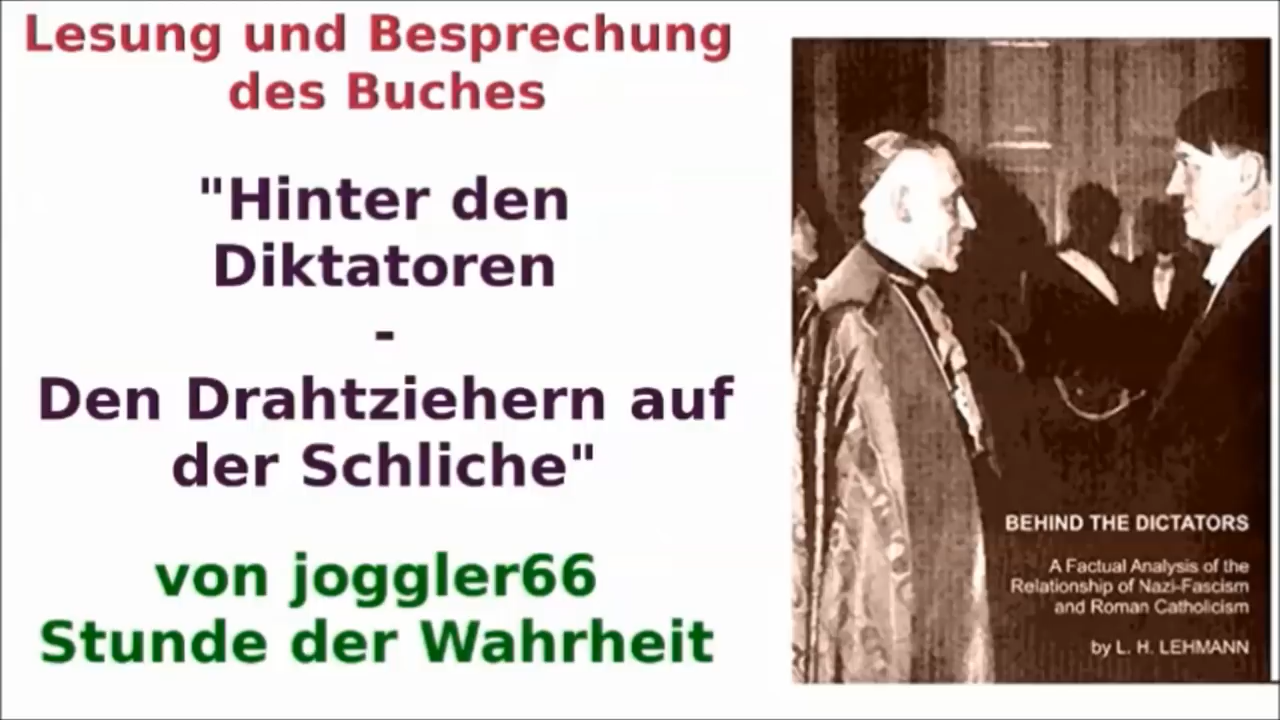 Lesung und Besprechung
des Buches
"Hinter den
Diktatoren
-
Den Drahtziehern auf
der Schliche"
von joggler66
Stunde der Wahrheit
BEHIND THE DICTATORS
A Factual Analysis of the
Relationship of Nazi-Fascism
and Roman Catholicism
by L. H. LEHMANN